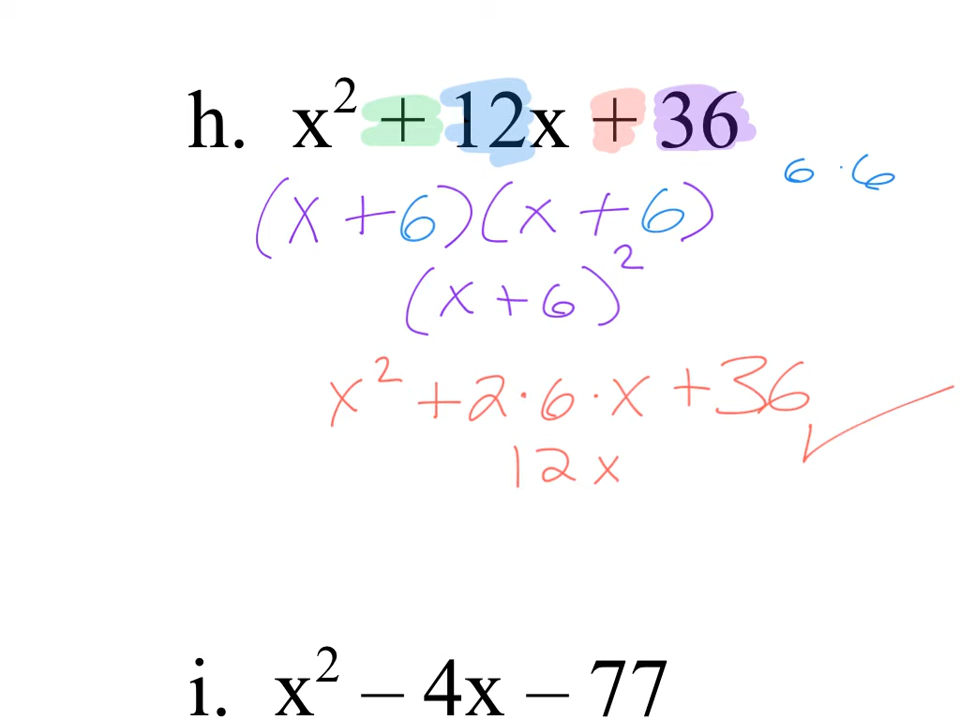 h. x² + 12x + 36
6 · 6
(x + 6)(x + 6)
(x + 6)²
x² + 2 · 6 · x + 36
12x
i. x² – 4x – 77